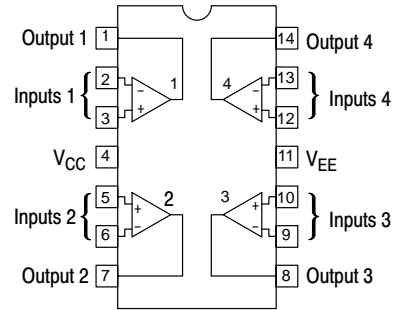 Output 1 1 14 Output 4
Inputs 1 2 - 1 4 - 13 Inputs 4
3 + + 12
VCC 4 11 VEE
Inputs 2 5 + 2 3 + 10 Inputs 3
6 - - 9
Output 2 7 8 Output 3